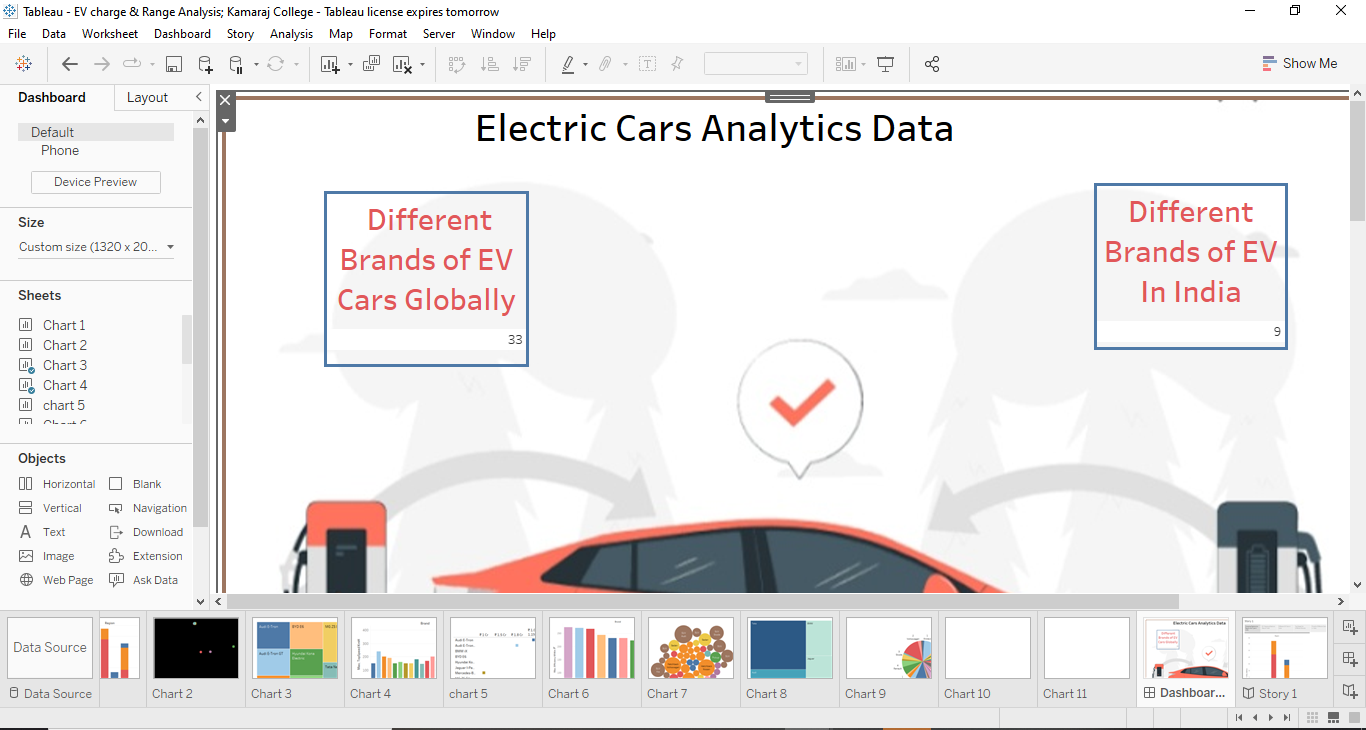 Tableau - EV charge & Range Analysis; Kamaraj College - Tableau license expires tomorrow
File Data Worksheet Dashboard Story Analysis Map Format Server Window Help
Show Me
Dashboard Layout
Default
Phone
Device Preview
Size
Custom size (1320 x 20...
Sheets
Chart 1
Chart 2
Chart 3
Chart 4
chart 5
Objects
Horizontal Blank
Vertical Navigation
Text Download
Image Extension
Web Page Ask Data
Electric Cars Analytics Data
Different
Brands of EV
Cars Globally
33
Different
Brands of EV
In India
9
Data Source
Electric Cars Analytics Data
Data Source Chart 2 Chart 3 Chart 4 chart 5 Chart 6 Chart 7 Chart 8 Chart 9 Chart 10 Chart 11 Dashboar... Story 1